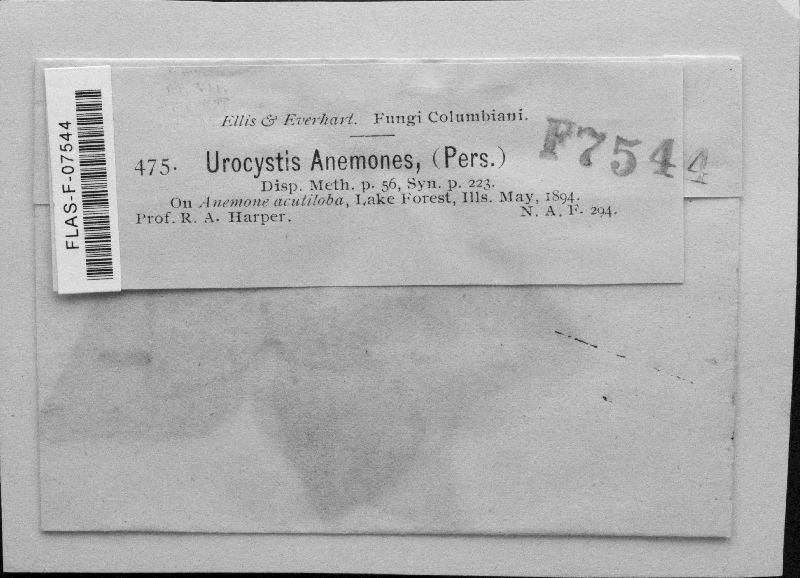 FLAS-F-07544
Ellis & Everhart. Fungi Columbiani.
F7544
475. Urocystis Anemones, (Pers.)
Disp. Meth. p. 56, Syn. p. 223.
On Anemone acutiloba, Lake Forest, Ills. May, 1894.
Prof. R. A. Harper. N. A. F. 294.